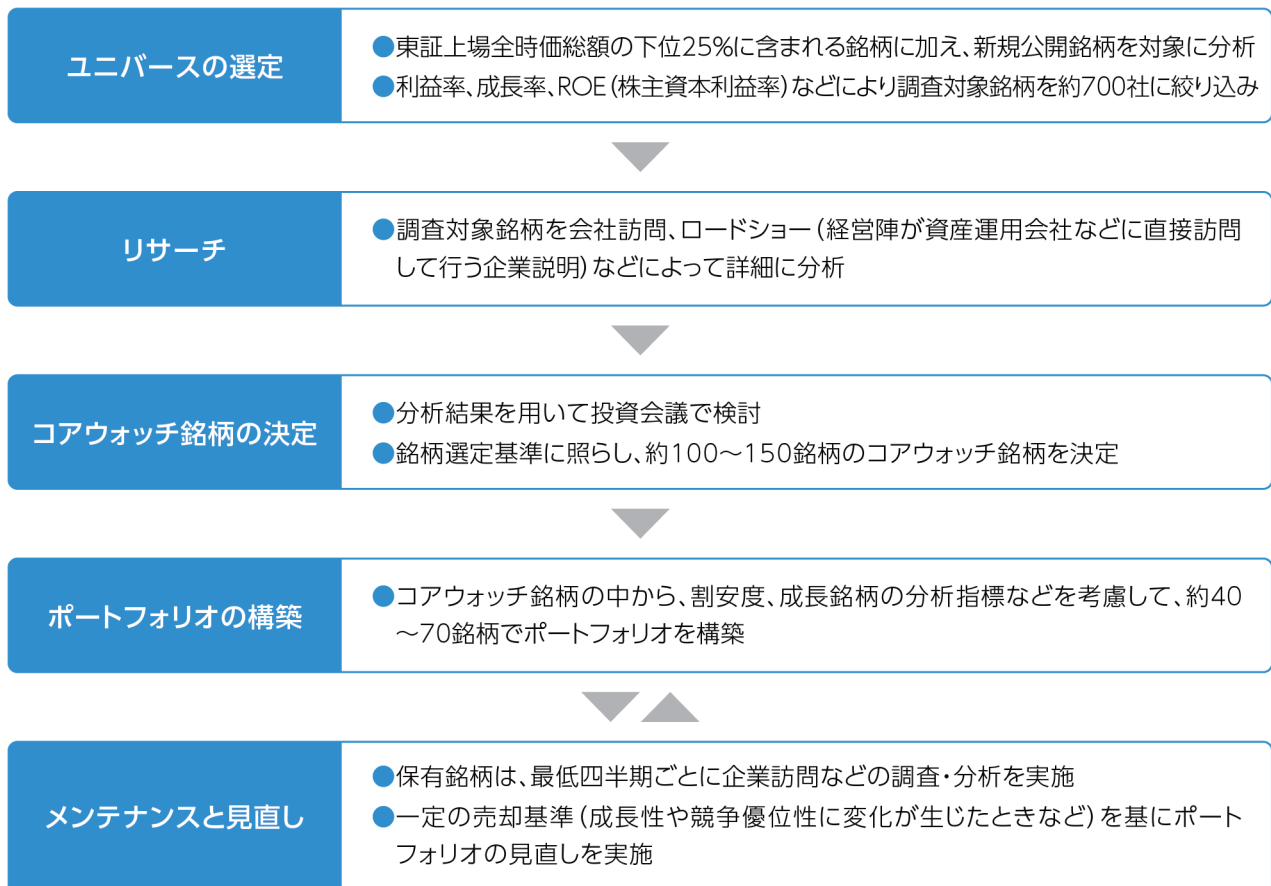 ユニバースの選定
●東証上場全時価総額の下位25%に含まれる銘柄に加え、新規公開銘柄を対象に分析
●利益率、成長率、ROE(株主資本利益率)などにより調査対象銘柄を約700社に絞り込み
リサーチ
●調査対象銘柄を会社訪問、ロードショー(経営陣が資産運用会社などに直接訪問
して行う企業説明)などによって詳細に分析
コアウォッチ銘柄の決定
●分析結果を用いて投資会議で検討
●銘柄選定基準に照らし、約100～150銘柄のコアウォッチ銘柄を決定
ポートフォリオの構築
●コアウォッチ銘柄の中から、割安度、成長銘柄の分析指標などを考慮して、約40
～70銘柄でポートフォリオを構築
メンテナンスと見直し
●保有銘柄は、最低四半期ごとに企業訪問などの調査・分析を実施
●一定の売却基準(成長性や競争優位性に変化が生じたときなど)を基にポート
フォリオの見直しを実施